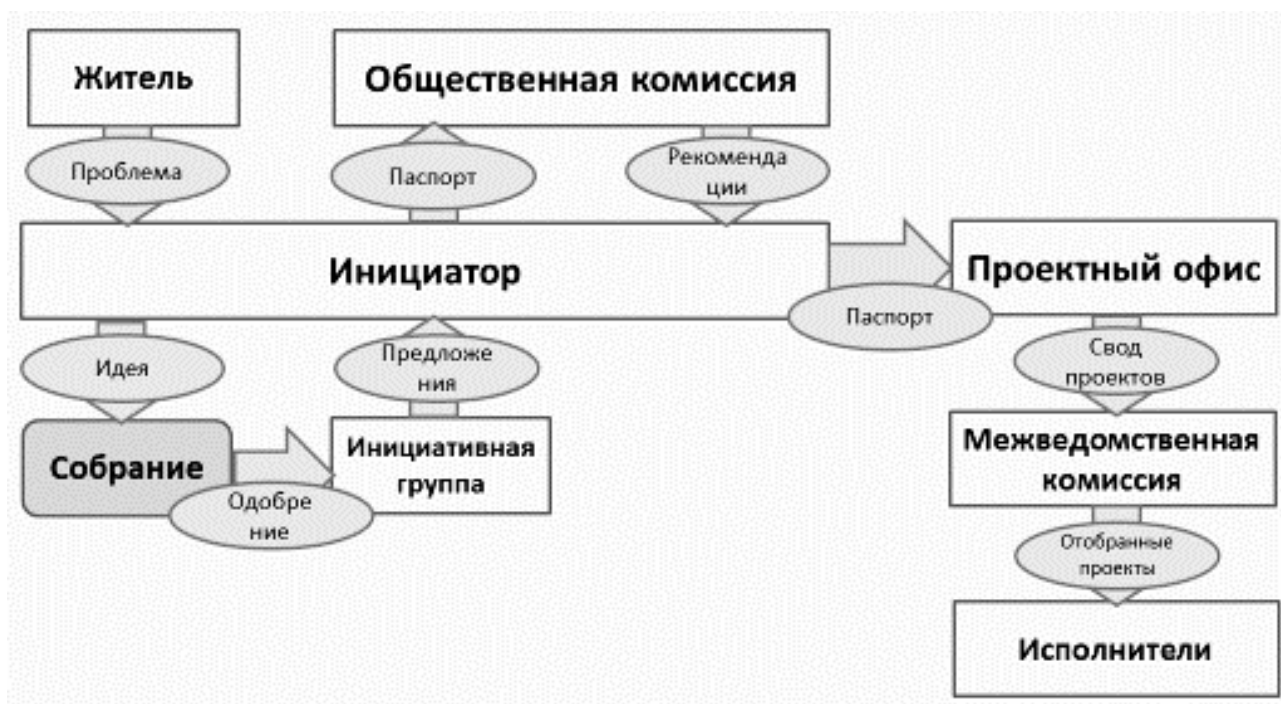 Житель
Общественная комиссия
Проблема
Паспорт
Рекоменда
ции
Инициатор
Проектный офис
Паспорт
Идея
Предложе
ния
Свод
проектов
Собрание
Инициативная
группа
Межведомственная
комиссия
Одобре
ние
Отобранные
проекты
Исполнители